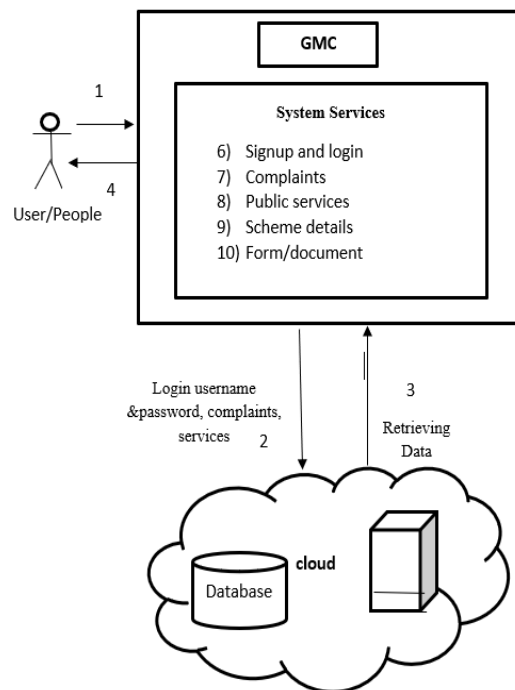 GMC
System Services
6) Signup and login
7) Complaints
8) Public services
9) Scheme details
10) Form/document
1
4
User/People
Login username
&password, complaints,
services
2
3
Retrieving
Data
cloud
Database